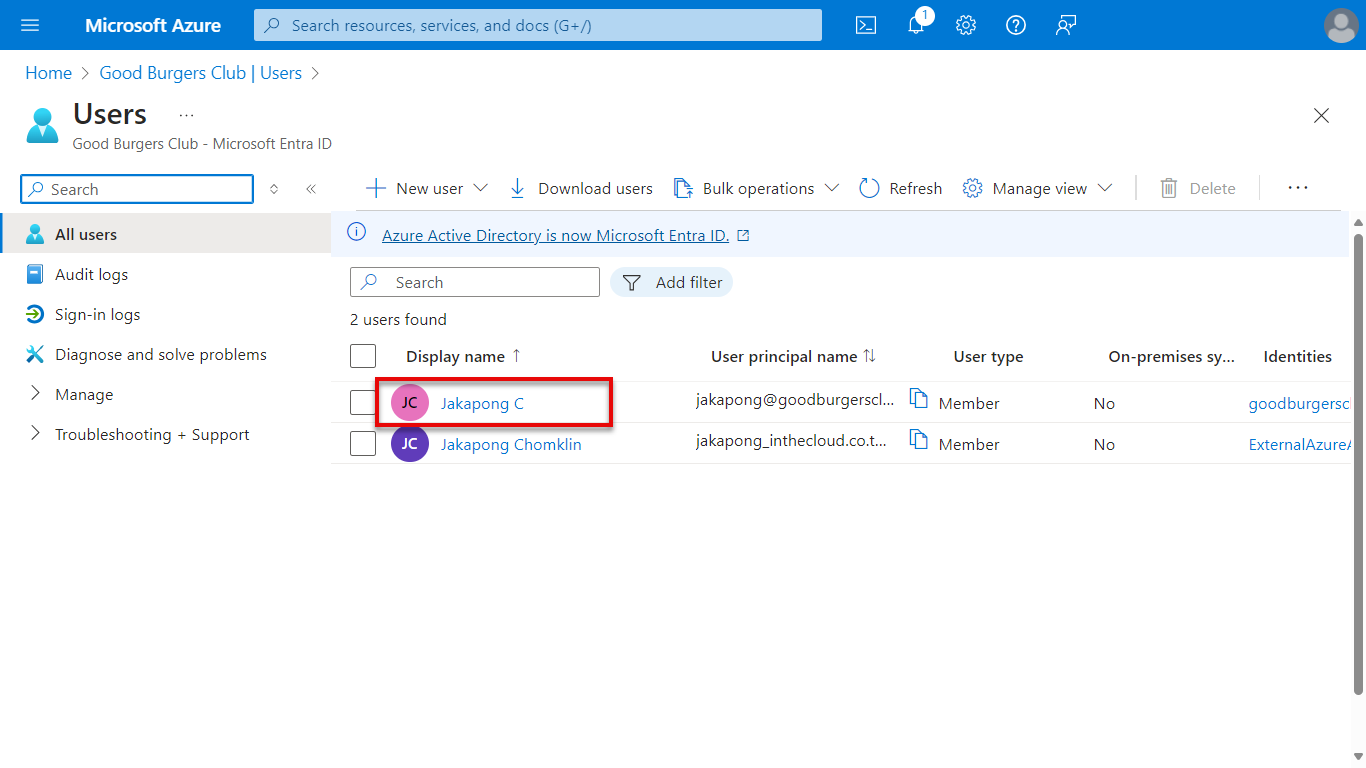 Microsoft Azure
Search resources, services, and docs (G+/)
1
Home > Good Burgers Club | Users >
Users ...
Good Burgers Club - Microsoft Entra ID
Search
New user
Download users
Bulk operations
Refresh
Manage view
Delete
All users
Audit logs
Sign-in logs
Diagnose and solve problems
Manage
Troubleshooting + Support
Azure Active Directory is now Microsoft Entra ID.
Search
Add filter
2 users found
Display name ↑ User principal name ↑↓ User type On-premises sy... Identities
JC Jakapong C jakapong@goodburgerscl... Member No goodburgerscl
JC Jakapong Chomklin jakapong_inthecloud.co.t... Member No ExternalAzureA